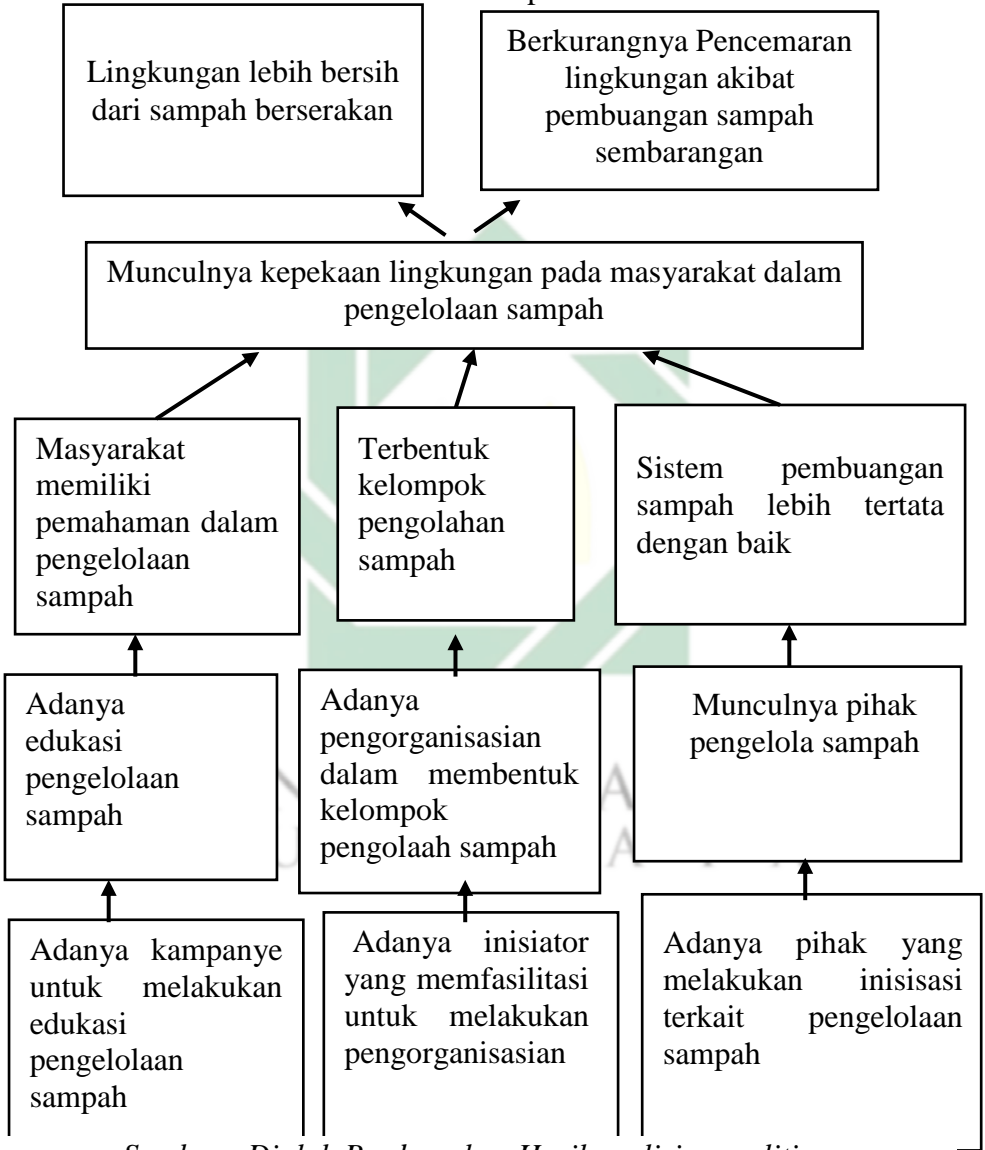 Lingkungan lebih bersih
dari sampah berserakan
Berkurangnya Pencemaran
lingkungan akibat
pembuangan sampah
sembarangan
Munculnya kepekaan lingkungan pada masyarakat dalam
pengelolaan sampah
Masyarakat
memiliki
pemahaman dalam
pengelolaan
sampah
Terbentuk
kelompok
pengolahan
sampah
Sistem pembuangan
sampah lebih tertata
dengan baik
Adanya
edukasi
pengelolaan
sampah
Adanya
pengorganisasian
dalam membentuk
kelompok
pengolaah sampah
Munculnya pihak
pengelola sampah
Adanya kampanye
untuk melakukan
edukasi
pengelolaan
sampah
Adanya inisiator
yang memfasilitasi
untuk melakukan
pengorganisasian
Adanya pihak yang
melakukan inisisasi
terkait pengelolaan
sampah